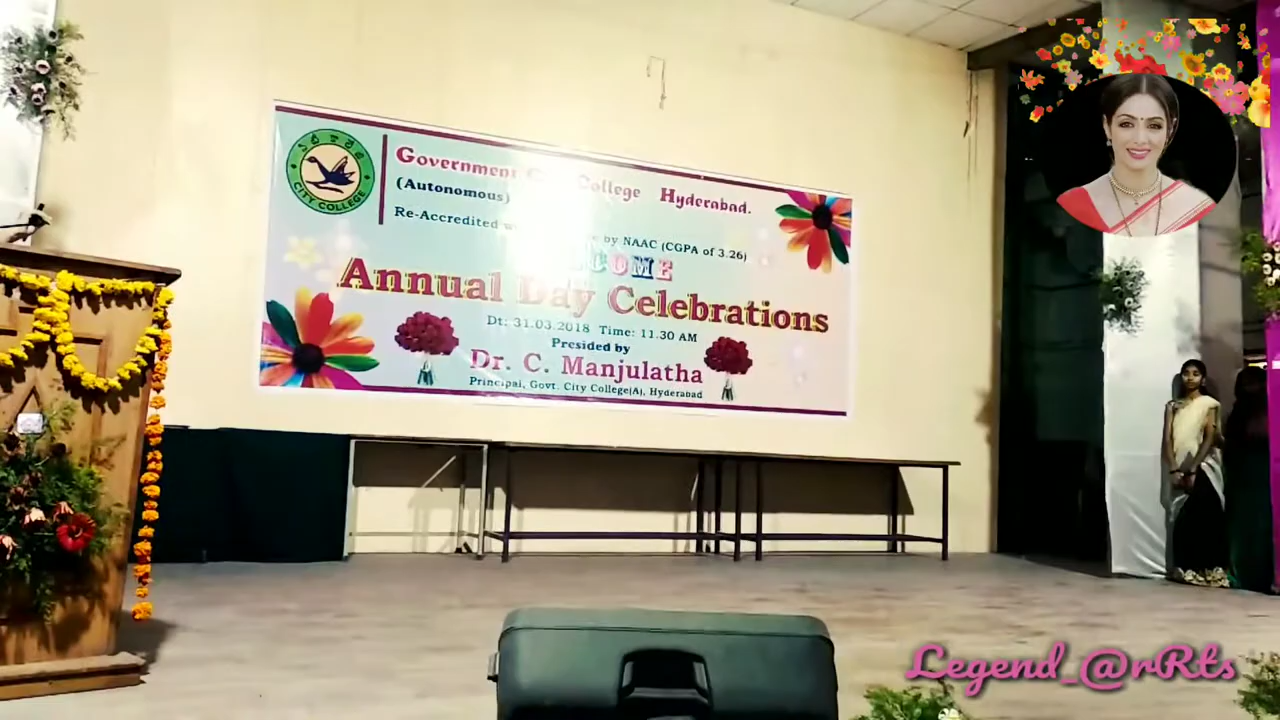 CITY COLLEGE
Government College Hyderabad.
(Autonomous)
Re-Accredited by NAAC (CGPA of 3.26)
Annual Day Celebrations
Dt: 31.03.2018 Time: 11.30 AM
Presided by
Dr. C. Manjulatha
Principal, Govt. City College(A), Hyderabad
Legend_@rRts